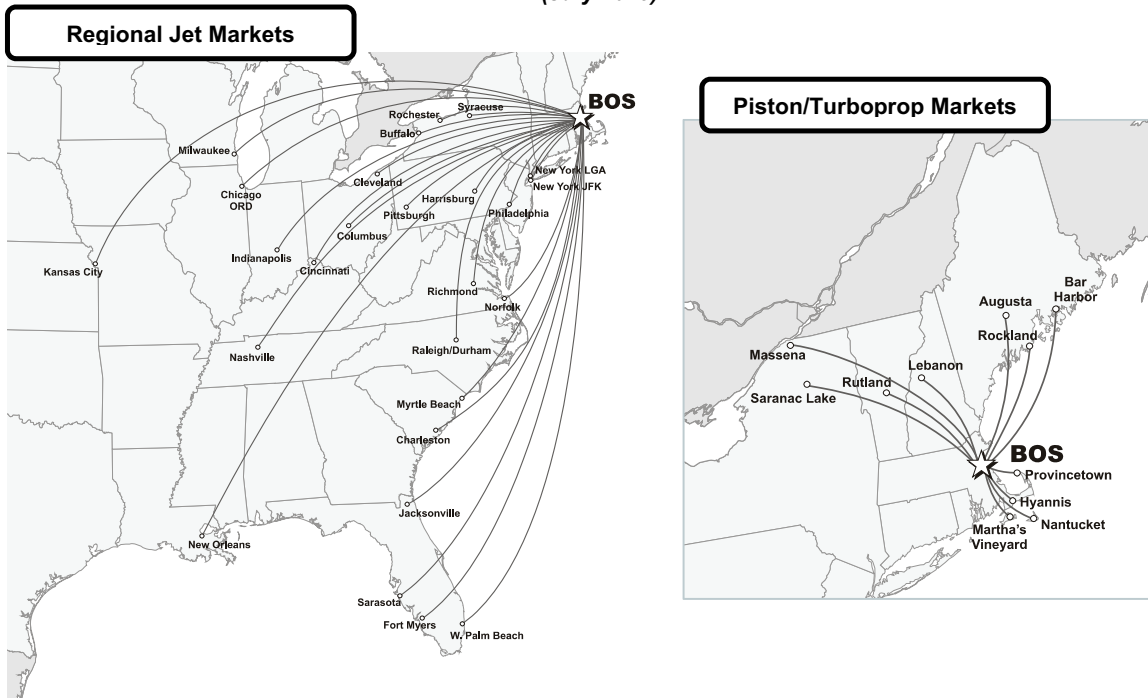 Regional Jet Markets
BOS
Syracuse
Rochester
Buffalo
Milwaukee
New York LGA
Cleveland
New York JFK
Chicago
ORD
Harrisburg
Pittsburgh
Philadelphia
Columbus
Indianapolis
Kansas City
Cincinnati
Richmond
Norfolk
Raleigh/Durham
Nashville
Myrtle Beach
Charleston
Jacksonville
New Orleans
Sarasota
Fort Myers
W. Palm Beach
Piston/Turboprop Markets
Bar
Harbor
Augusta
Rockland
Massena
Lebanon
Rutland
Saranac Lake
BOS
Provincetown
Hyannis
Nantucket
Martha's
Vineyard